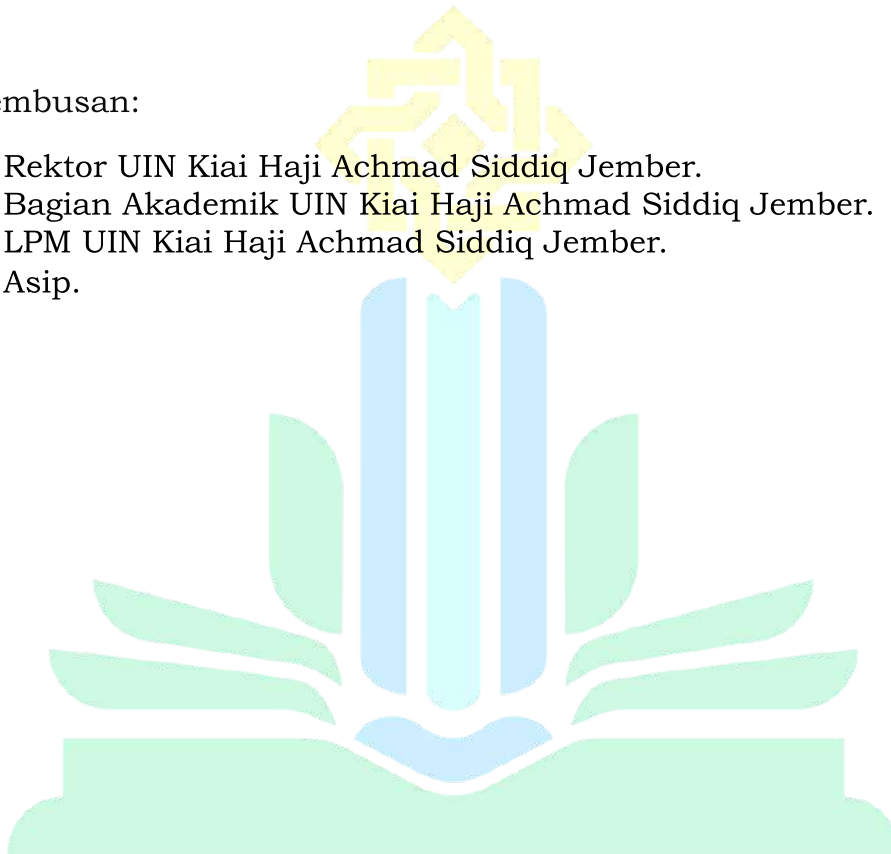 embusan:
Rektor UIN Kiai Haji Achmad Siddiq Jember.
Bagian Akademik UIN Kiai Haji Achmad Siddiq Jember.
LPM UIN Kiai Haji Achmad Siddiq Jember.
Asip.